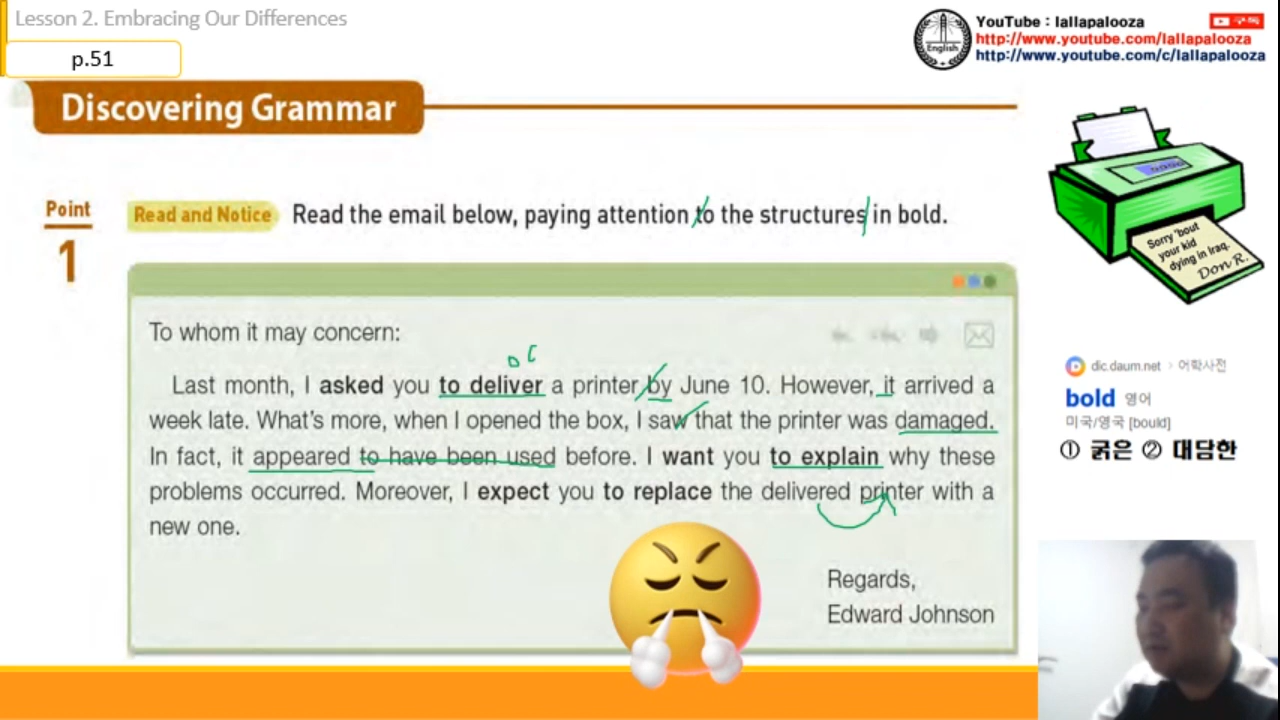 Lesson 2. Embracing Our Differences
p.51
English
YouTube : lallapalooza
구독
http://www.youtube.com/lallapalooza
http://www.youtube.com/c/lallapalooza
Discovering Grammar
Point
1
Read and Notice Read the email below, paying attention to the structures in bold.
To whom it may concern:
Last month, I asked you to deliver a printer by June 10. However, it arrived a
week late. What's more, when I opened the box, I saw that the printer was damaged.
In fact, it appeared to have been used before. I want you to explain why these
problems occurred. Moreover, I expect you to replace the delivered printer with a
new one.
Regards,
Edward Johnson
Sorry 'bout
your kid
dying in Iraq.
Don R.
dic.daum.net › 어학사전
bold 영어
미국/영국 [bould]
① 굵은 ② 대담한